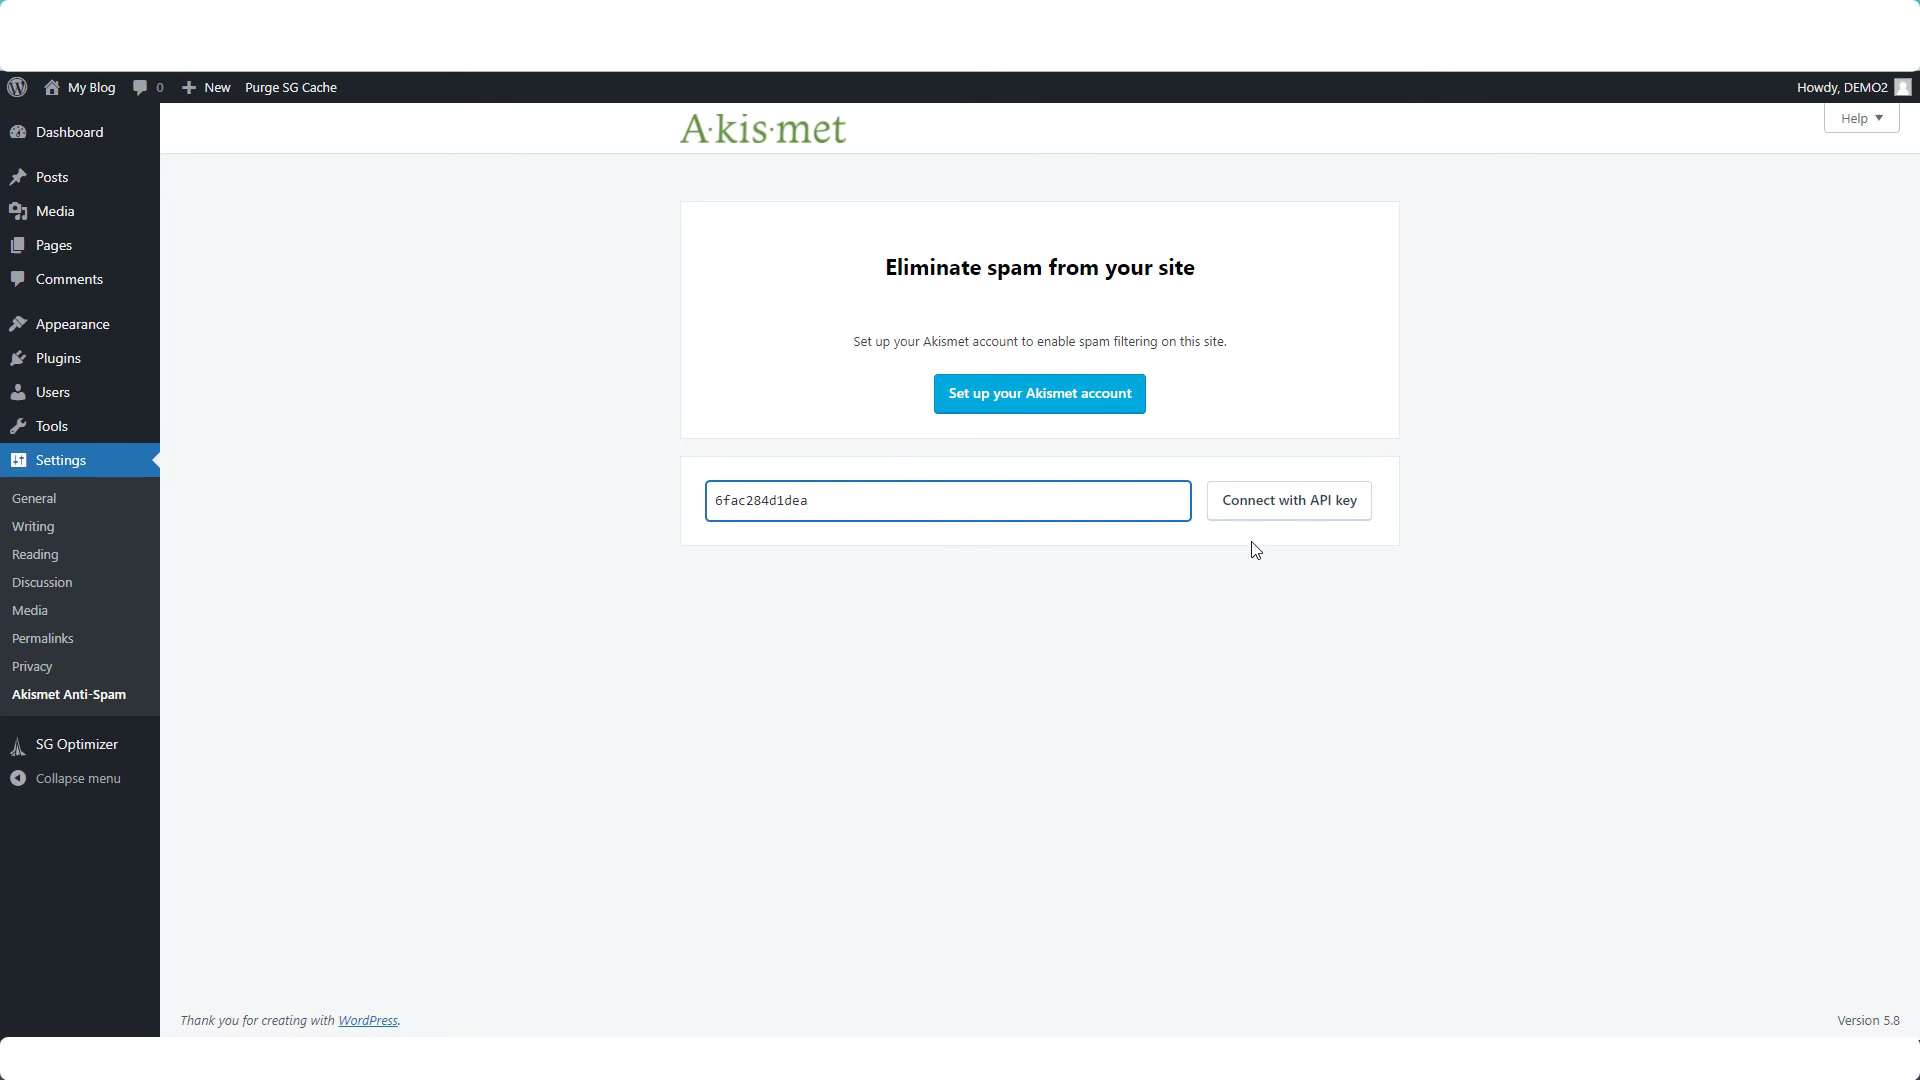 My Blog
0
New
Purge SG Cache
Howdy, DEMO2
Dashboard
Posts
Media
Pages
Comments
Appearance
Plugins
Users
Tools
Settings
General
Writing
Reading
Discussion
Media
Permalinks
Privacy
Akismet Anti-Spam
SG Optimizer
Collapse menu
A·kis·met
Help
Eliminate spam from your site
Set up your Akismet account to enable spam filtering on this site.
Set up your Akismet account
6fac284d1dea
Connect with API key
Thank you for creating with WordPress.
Version 5.8